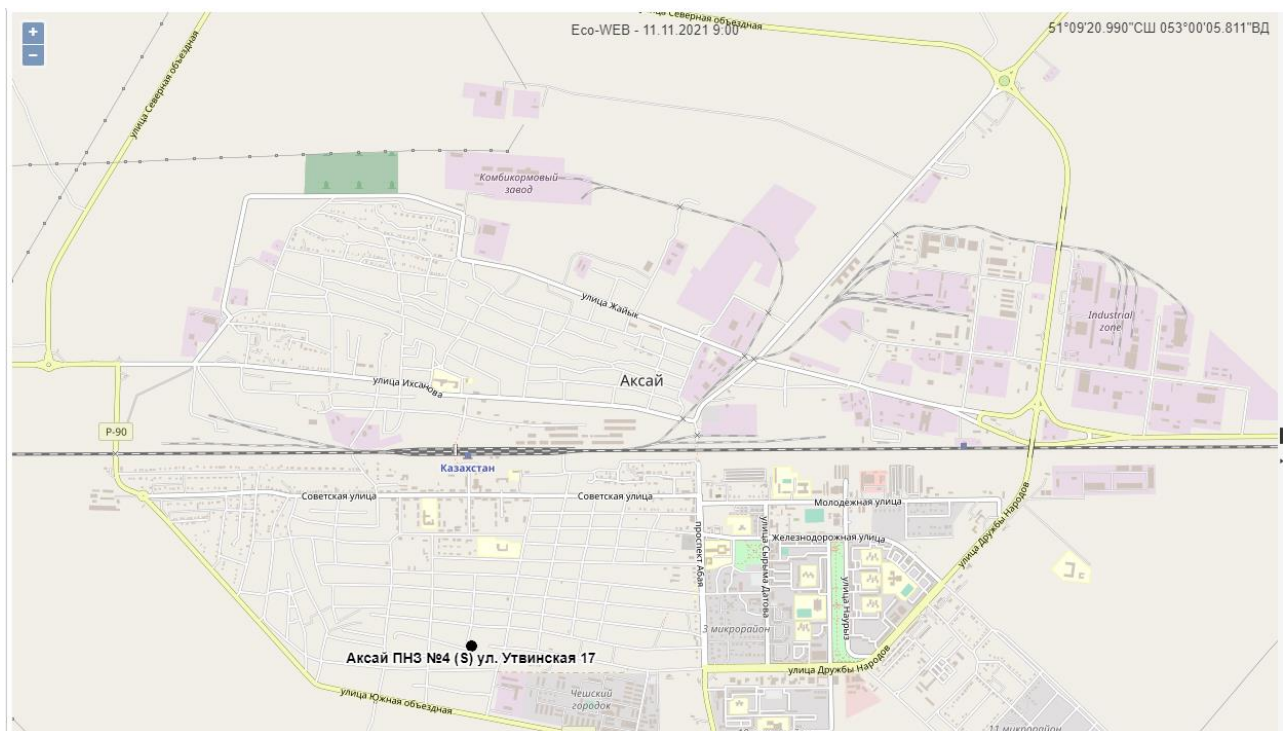 улица Северная объездная
Eco-WEB - 11.11.2021 9:00
51°09'20.990"СШ 053°00'05.811"ВД
+
−
улица Северная объездная
Комбикормовый
завод
улица Жайык
Industrial
zone
улица Ихсанова
Аксай
Р-90
Казахстан
Советская улица
Советская улица
Молодежная улица
проспект Абая
улица Сырыма Датова
Железнодорожная улица
улица Дружбы Народов
улица Наурыз
3 микрорайон
Аксай ПНЗ №4 (S) ул. Утвинская 17
улица Дружбы Народов
улица Южная объездная
Чешский
городок
11 микрорайон